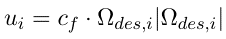 u_i = c_f · Ω_{des,i}|Ω_{des,i}|